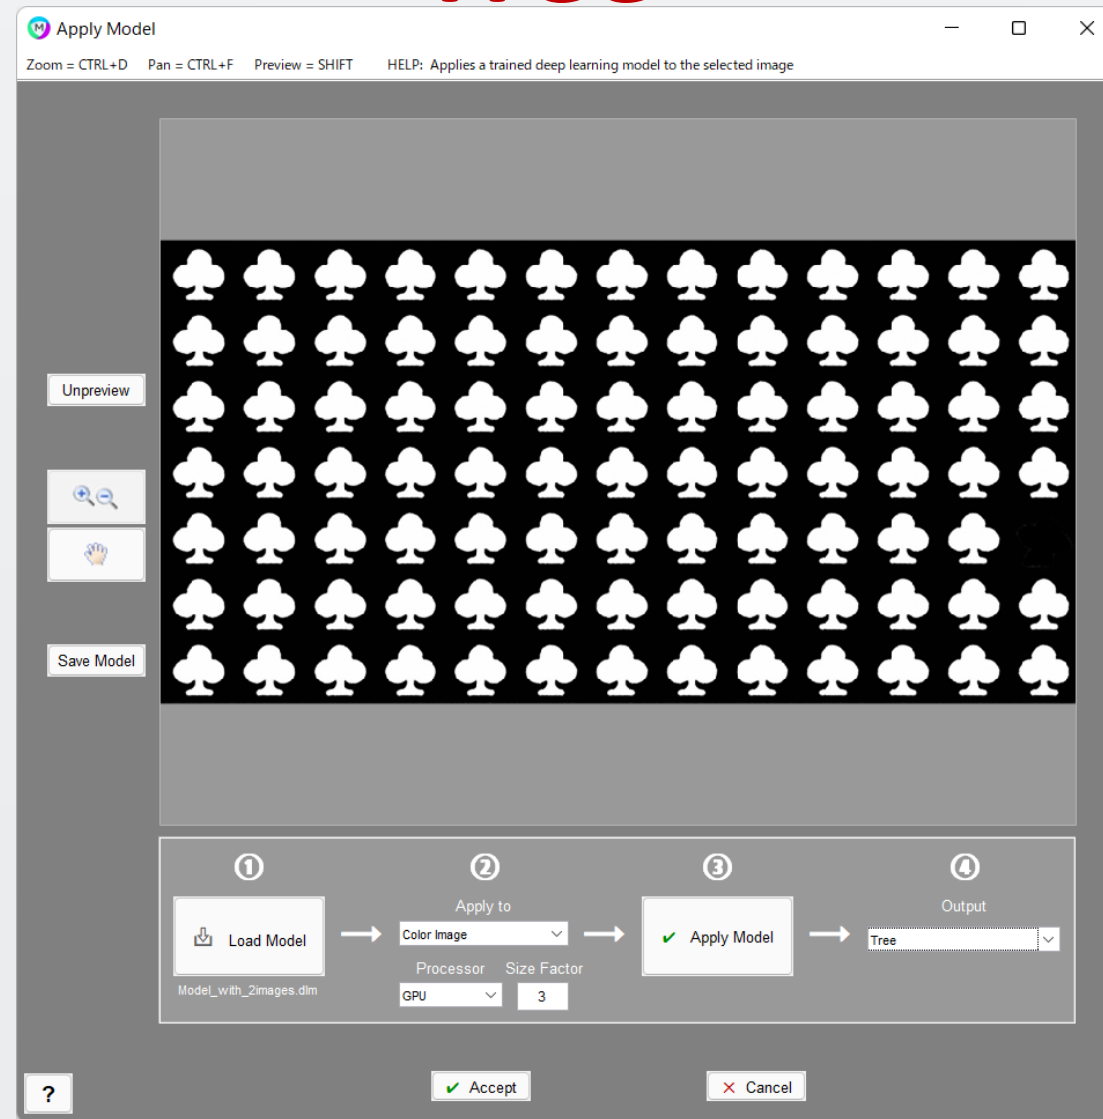 Apply Model
Zoom = CTRL+D Pan = CTRL+F Preview = SHIFT HELP: Applies a trained deep learning model to the selected image
Unpreview
Save Model
① ② ③ ④
Apply to Output
Load Model Color Image Apply Model Tree
Processor Size Factor
Model_with_2images.dlm GPU 3
? Accept Cancel